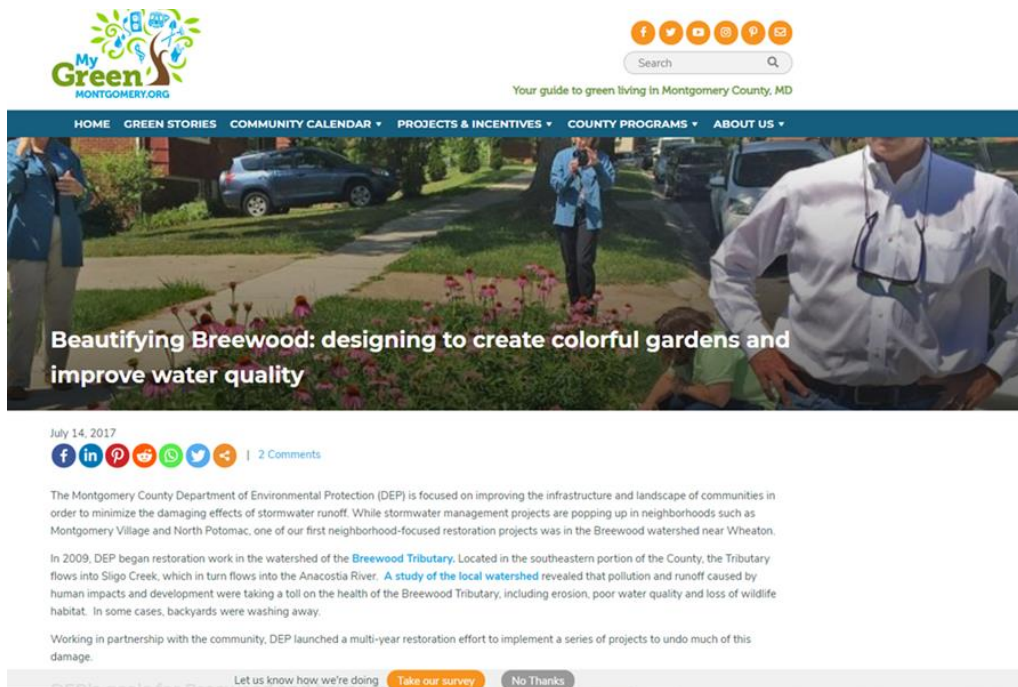 My
Green
MONTGOMERY.ORG
Search
Your guide to green living in Montgomery County, MD
HOME GREEN STORIES COMMUNITY CALENDAR PROJECTS & INCENTIVES COUNTY PROGRAMS ABOUT US
Beautifying Breewood: designing to create colorful gardens and
improve water quality
July 14, 2017
| 2 Comments
The Montgomery County Department of Environmental Protection (DEP) is focused on improving the infrastructure and landscape of communities in
order to minimize the damaging effects of stormwater runoff. While stormwater management projects are popping up in neighborhoods such as
Montgomery Village and North Potomac, one of our first neighborhood-focused restoration projects was in the Breewood watershed near Wheaton.
In 2009, DEP began restoration work in the watershed of the Breewood Tributary. Located in the southeastern portion of the County, the Tributary
flows into Sligo Creek, which in turn flows into the Anacostia River. A study of the local watershed revealed that pollution and runoff caused by
human impacts and development were taking a toll on the health of the Breewood Tributary, including erosion, poor water quality and loss of wildlife
habitat. In some cases, backyards were washing away.
Working in partnership with the community, DEP launched a multi-year restoration effort to implement a series of projects to undo much of this
damage.
Let us know how we're doing Take our survey No Thanks